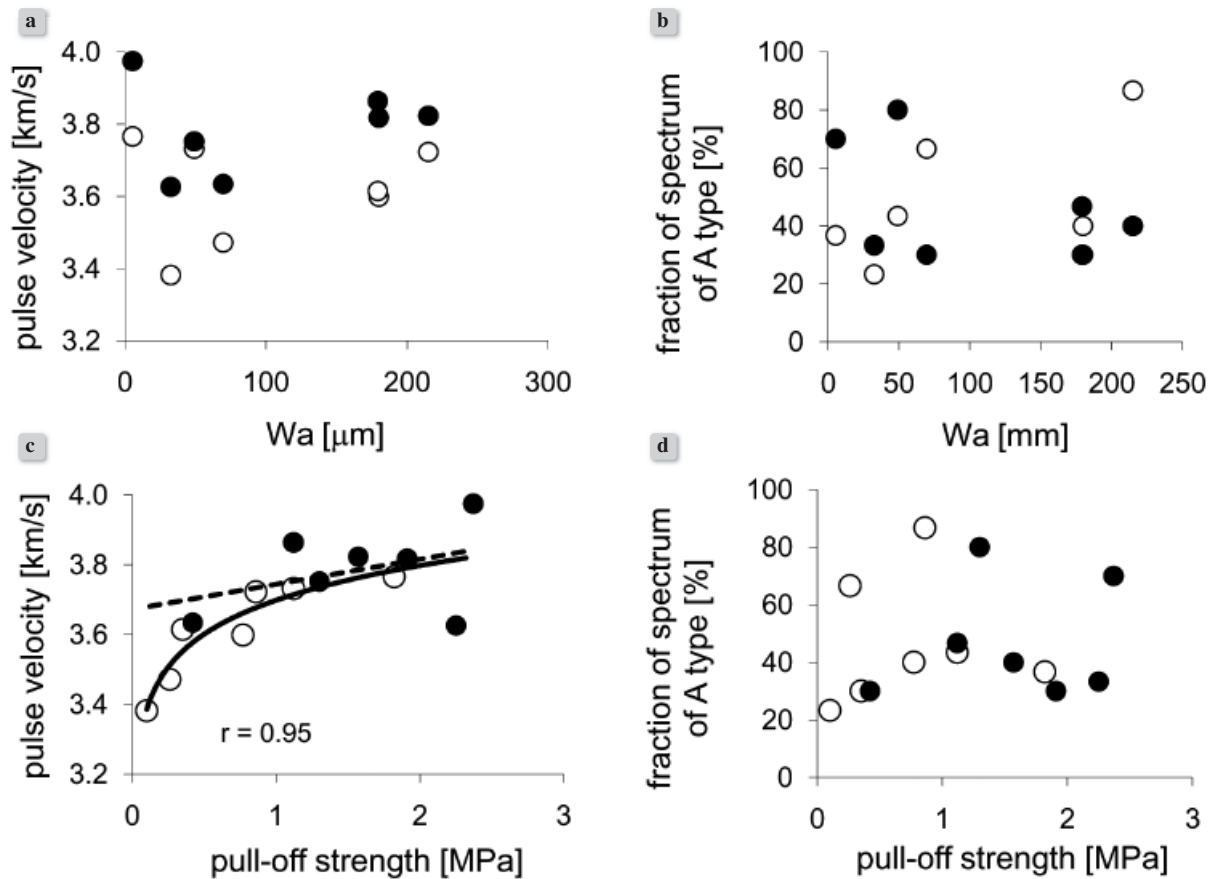 a
pulse velocity [km/s]
4.0
3.8
3.6
3.4
3.2
0 100 200 300
Wa [μm]
b
fraction of spectrum
of A type [%]
100
80
60
40
20
0
0 50 100 150 200 250
Wa [mm]
c
pulse velocity [km/s]
4.0
3.8
3.6
3.4
3.2
r = 0.95
0 1 2 3
pull-off strength [MPa]
d
fraction of spectrum
of A type [%]
100
80
60
40
20
0
0 1 2 3
pull-off strength [MPa]